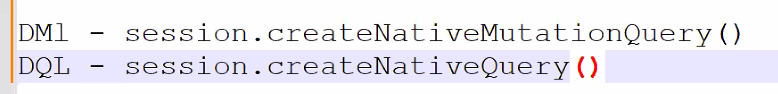 DMl - session.createNativeMutationQuery()
DQL - session.createNativeQuery()